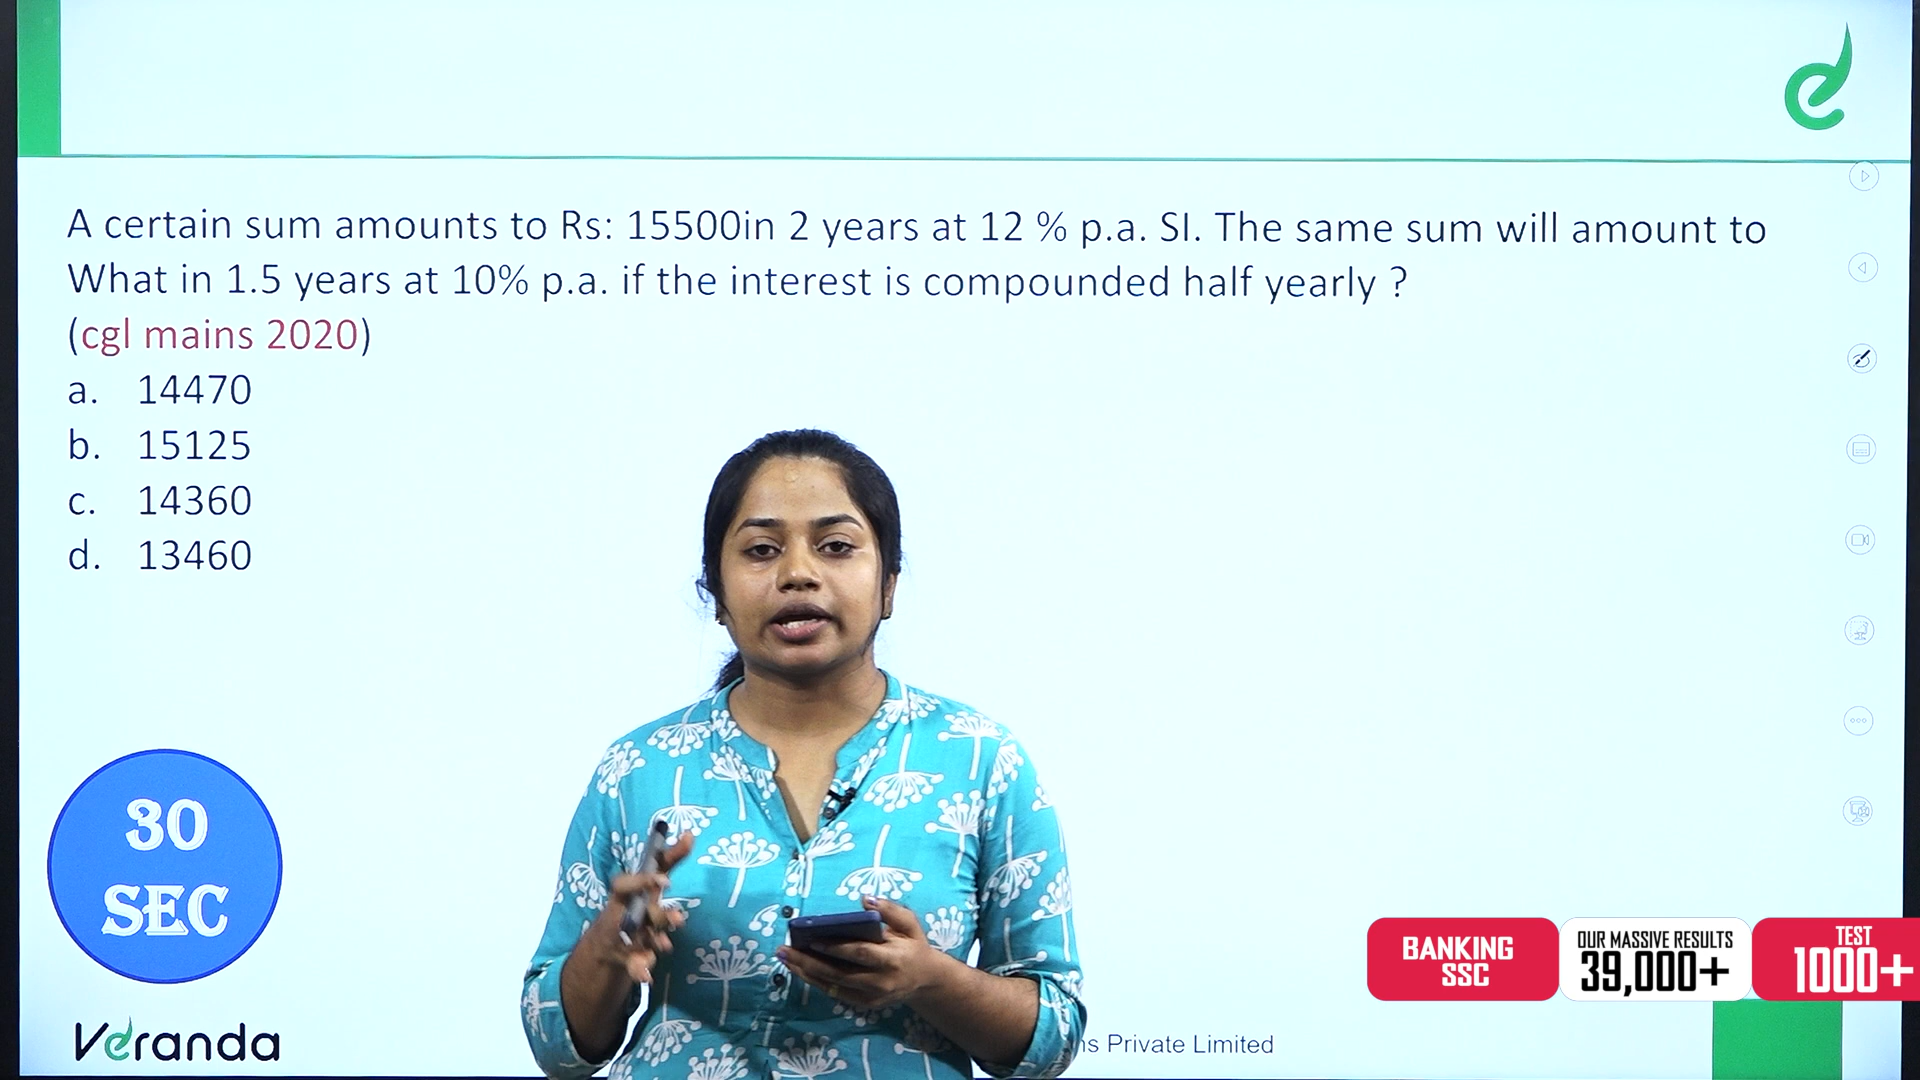 A certain sum amounts to Rs: 15500in 2 years at 12 % p.a. SI. The same sum will amount to
What in 1.5 years at 10% p.a. if the interest is compounded half yearly ?
(cgl mains 2020)
a. 14470
b. 15125
c. 14360
d. 13460
30
SEC
BANKING
SSC
OUR MASSIVE RESULTS
39,000+
TEST
1000+
Veranda
Private Limited